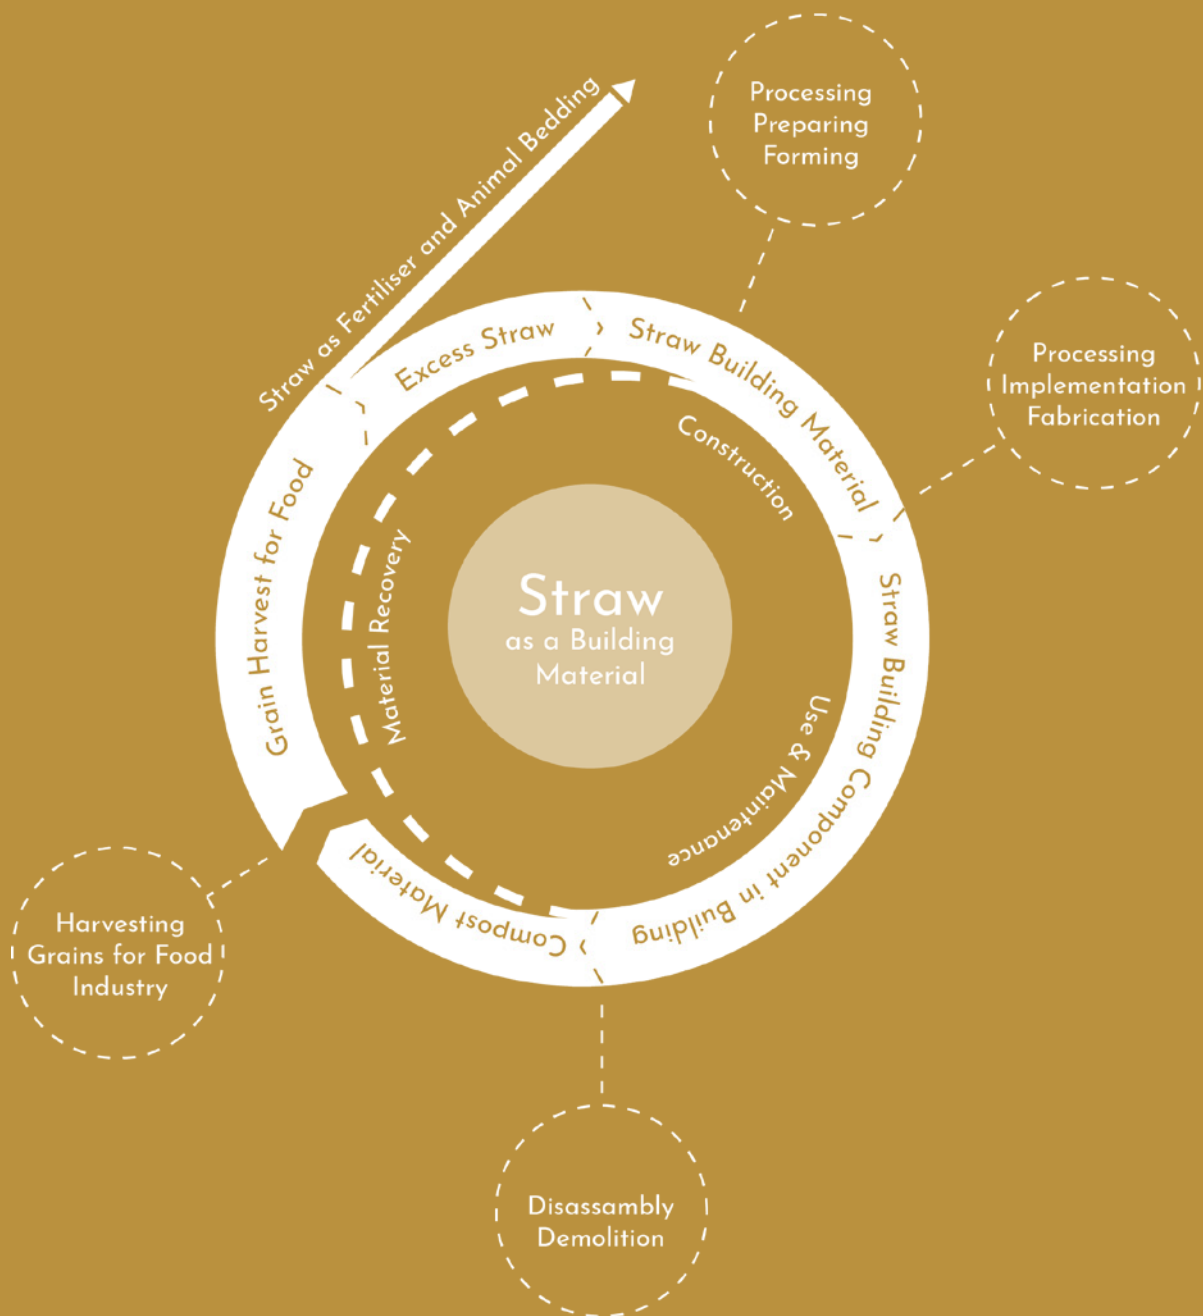 Processing
Preparing
Forming
Straw as Fertiliser and Animal Bedding
Processing
Implementation
Fabrication
Excess Straw
Straw Building Material
Construction
Grain Harvest for Food
Material Recovery
Straw
as a Building
Material
Straw Building Component in Building
Use & Maintenance
Compost Material
Harvesting
Grains for Food
Industry
Disassambly
Demolition